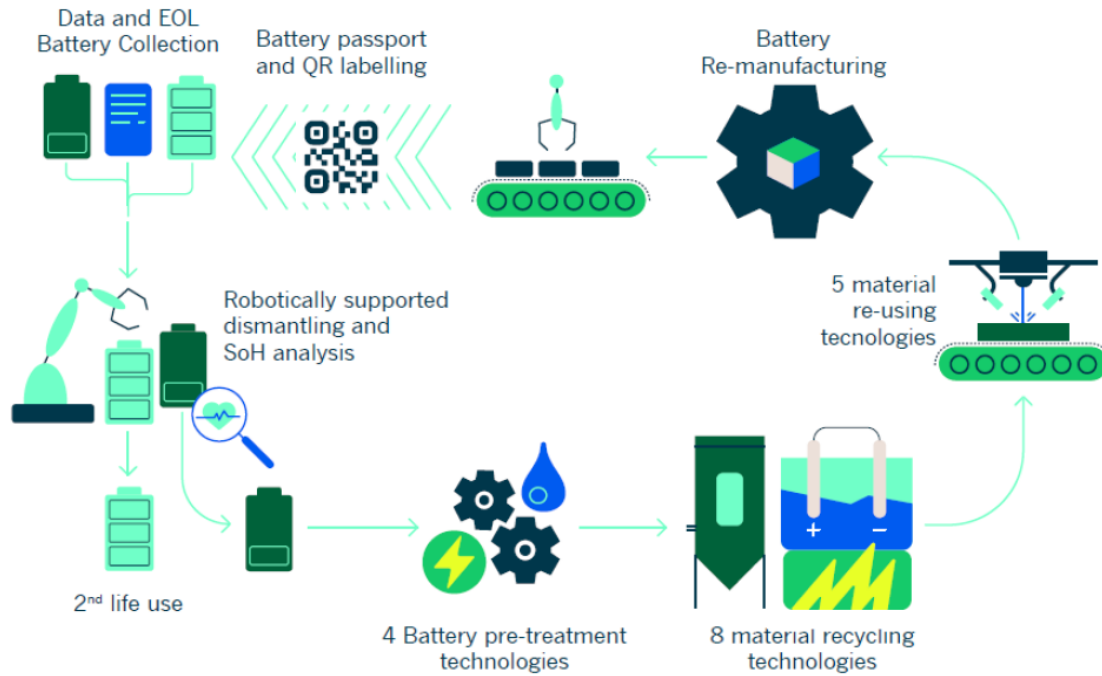 Data and EOL
Battery Collection
Battery passport
and QR labelling
Battery
Re-manufacturing
Robotically supported
dismantling and
SoH analysis
5 material
re-using
tecnologies
2nd life use
+
−
4 Battery pre-treatment
technologies
8 material recycling
technologies